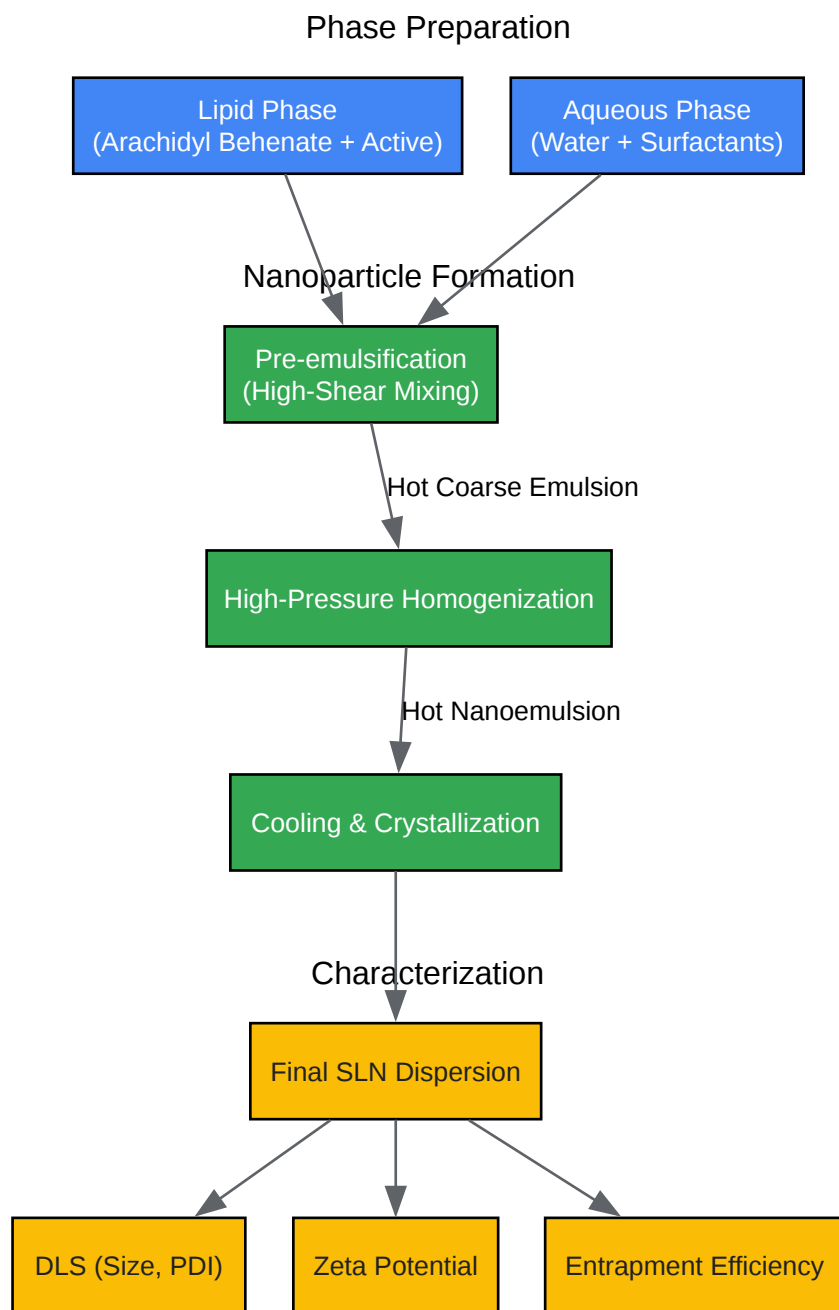 Phase Preparation
Lipid Phase
(Arachidyl Behenate + Active)
Aqueous Phase
(Water + Surfactants)
Nanoparticle Formation
Pre-emulsification
(High-Shear Mixing)
Hot Coarse Emulsion
High-Pressure Homogenization
Hot Nanoemulsion
Cooling & Crystallization
Characterization
Final SLN Dispersion
DLS (Size, PDI)
Zeta Potential
Entrapment Efficiency